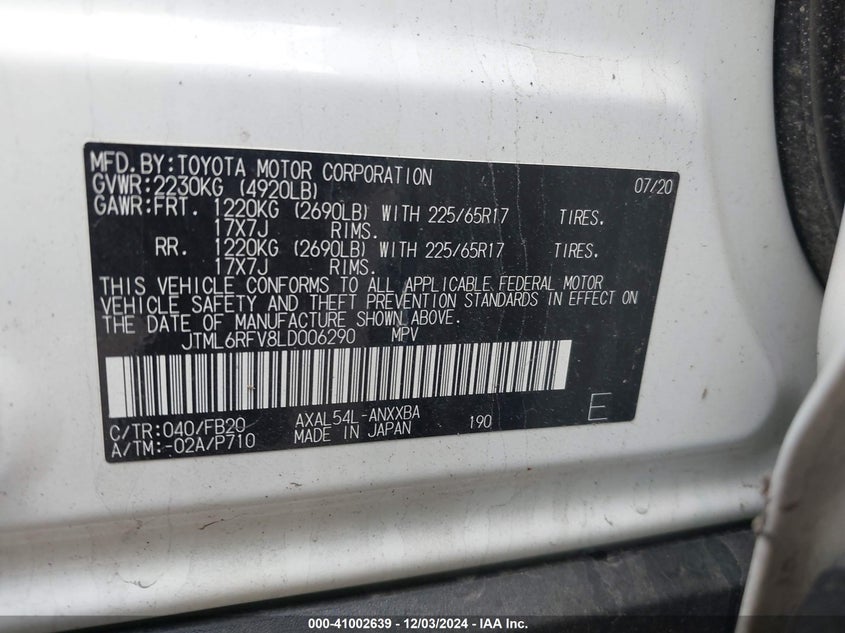 MFD.BY:TOYOTA MOTOR CORPORATION 07/20
GVWR:2230KG (4920LB)
GAWR:FRT. 1220KG (2690LB) WITH 225/65R17 TIRES.
17X7J RIMS.
RR. 1220KG (2690LB) WITH 225/65R17 TIRES.
17X7J RIMS.
THIS VEHICLE CONFORMS TO ALL APPLICABLE FEDERAL MOTOR
VEHICLE SAFETY AND THEFT PREVENTION STANDARDS IN EFFECT ON
THE DATE OF MANUFACTURE SHOWN ABOVE.
JTML6RFV8LD006290 MPV
C/TR:040/FB20 AXAL54L-ANXXBA 190 E
A/TM:-02A/P710 MADE IN JAPAN
000-41002639 - 12/03/2024 - IAA Inc.